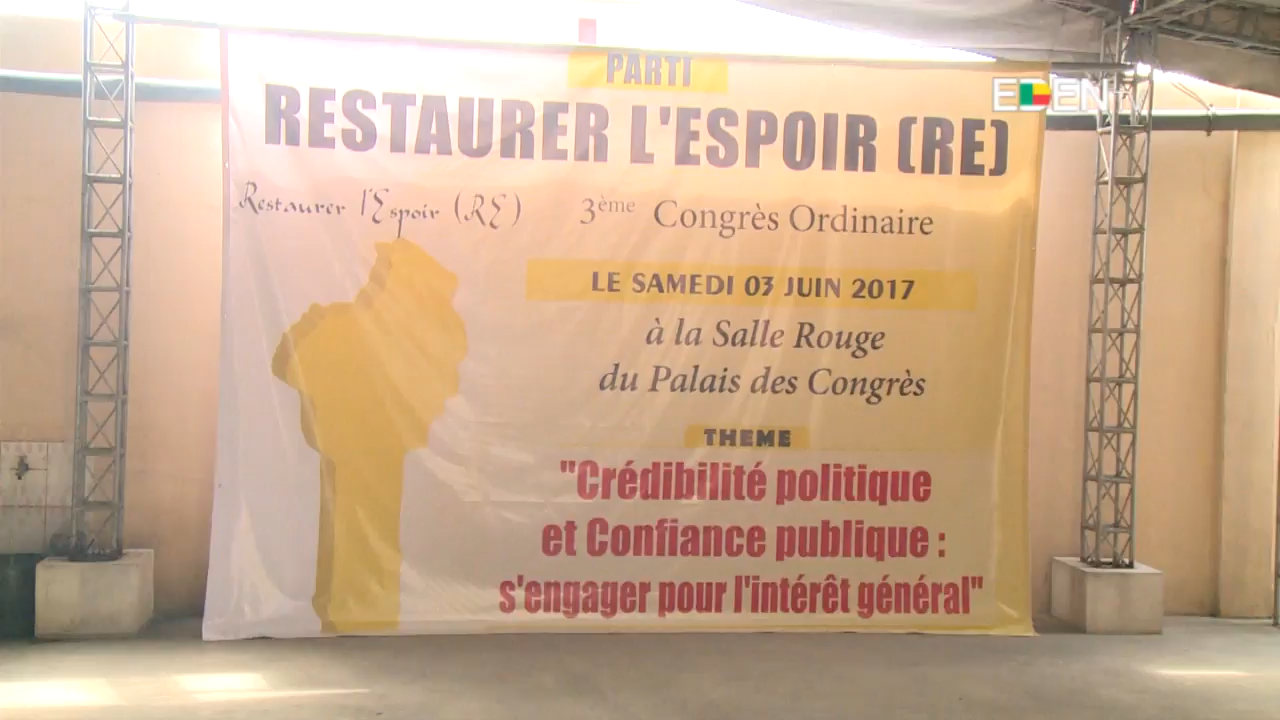 PARTI
RESTAURER L'ESPOIR (RE)
EDEN TV
Restaurer l'Espoir (RE)
3ème Congrès Ordinaire
LE SAMEDI 03 JUIN 2017
à la Salle Rouge
du Palais des Congrès
THEME
"Crédibilité politique
et Confiance publique :
s'engager pour l'intérêt général"